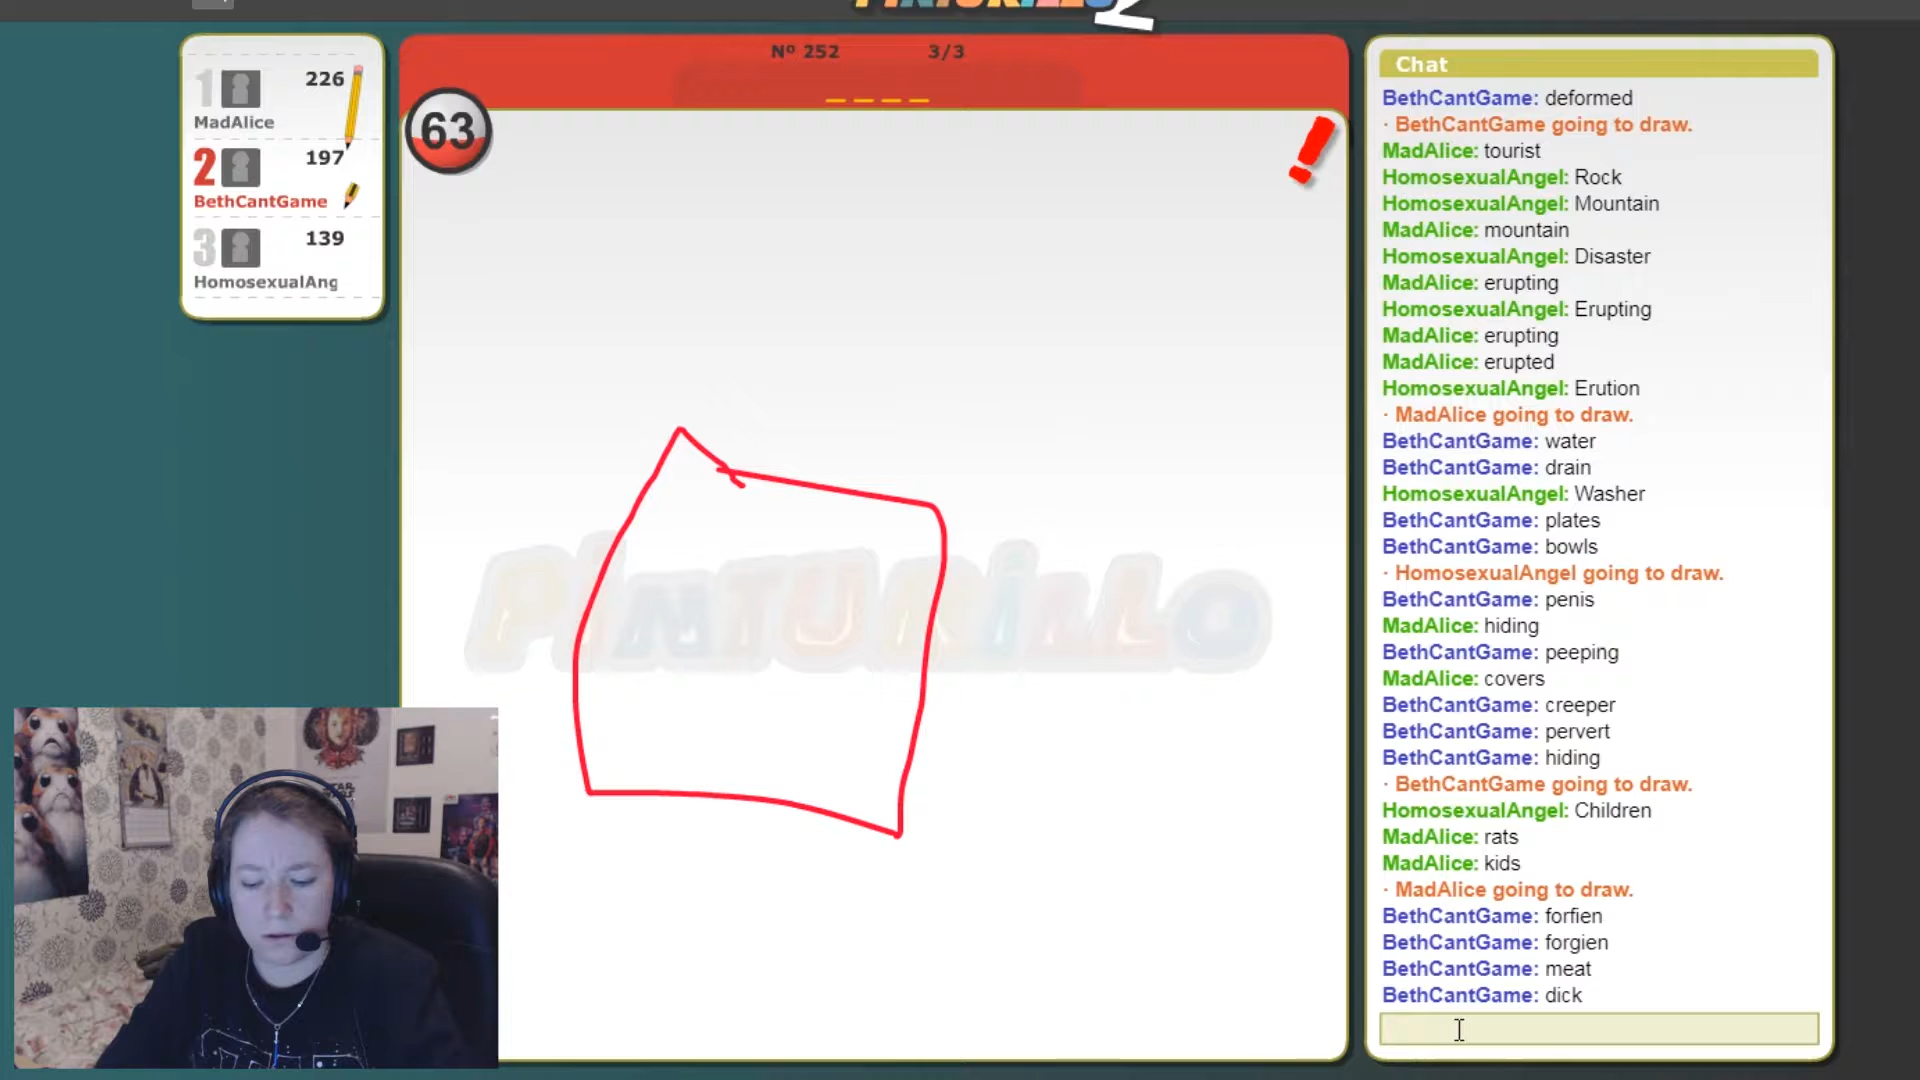 PINTURILLO 2
Nº 252
3/3
63
1
226
MadAlice
2
197
BethCantGame
3
139
HomosexualAng
PINTURILLO
STAR WARS
Chat
BethCantGame: deformed
· BethCantGame going to draw.
MadAlice: tourist
HomosexualAngel: Rock
HomosexualAngel: Mountain
MadAlice: mountain
HomosexualAngel: Disaster
MadAlice: erupting
HomosexualAngel: Erupting
MadAlice: erupting
MadAlice: erupted
HomosexualAngel: Erution
· MadAlice going to draw.
BethCantGame: water
BethCantGame: drain
HomosexualAngel: Washer
BethCantGame: plates
BethCantGame: bowls
· HomosexualAngel going to draw.
BethCantGame: penis
MadAlice: hiding
BethCantGame: peeping
MadAlice: covers
BethCantGame: creeper
BethCantGame: pervert
BethCantGame: hiding
· BethCantGame going to draw.
HomosexualAngel: Children
MadAlice: rats
MadAlice: kids
· MadAlice going to draw.
BethCantGame: forfien
BethCantGame: forgien
BethCantGame: meat
BethCantGame: dick